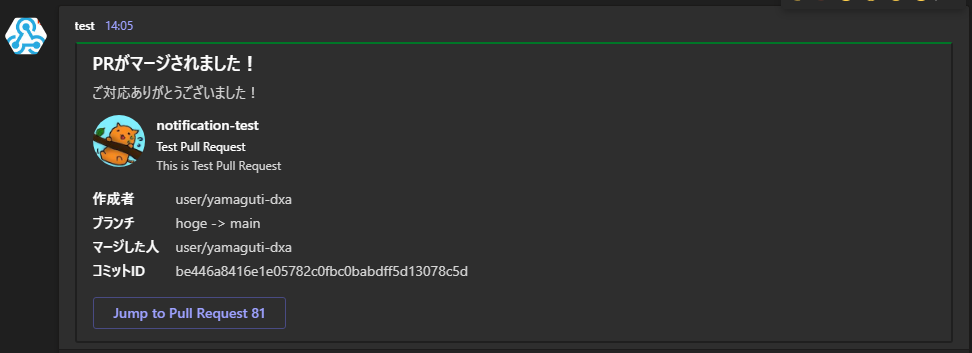 test 14:05
PRがマージされました！
ご対応ありがとうございました！
notification-test
Test Pull Request
This is Test Pull Request
作成者 user/yamaguti-dxa
ブランチ hoge -> main
マージした人 user/yamaguti-dxa
コミットID be446a8416e1e05782c0fbc0babdff5d13078c5d
Jump to Pull Request 81